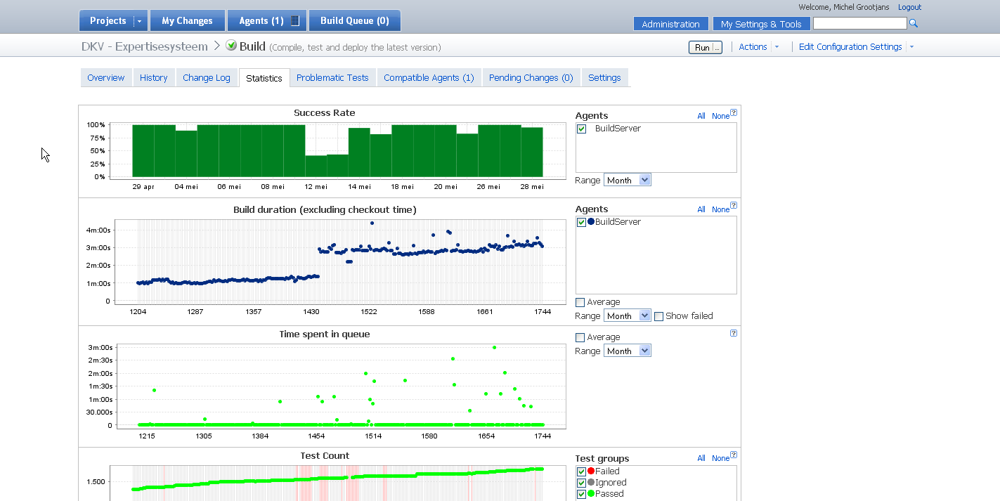 Welcome, Michel Grootjans Logout
Projects My Changes Agents (1) Build Queue (0)
Administration My Settings & Tools
DKV - Expertisesysteem > Build (Compile, test and deploy the latest version)
Run ... Actions Edit Configuration Settings
Overview History Change Log Statistics Problematic Tests Compatible Agents (1) Pending Changes (0) Settings
Success Rate
100%
75%
50%
25%
0%
29 apr 04 mei 06 mei 08 mei 12 mei 14 mei 18 mei 20 mei 26 mei 28 mei
Agents All None ?
BuildServer
Range Month
Build duration (excluding checkout time)
4m:00s
3m:00s
2m:00s
1m:00s
0
1204 1287 1357 1430 1522 1598 1661 1744
Agents All None ?
BuildServer
Average
Range Month Show failed
Time spent in queue
3m:00s
2m:30s
2m:00s
1m:30s
1m:00s
30.000s
0
1215 1305 1384 1454 1514 1580 1654 1744
?
Average
Range Month
Test Count
1.500
Test groups All None ?
Failed
Ignored
Passed